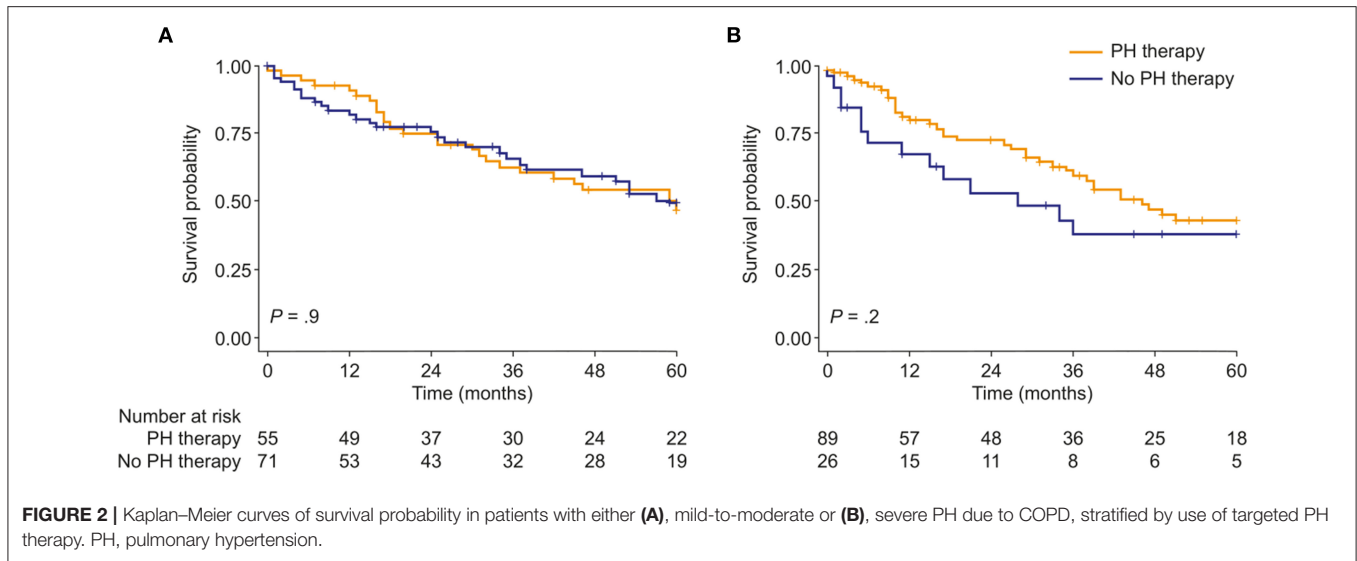 A
B
PH therapy
No PH therapy
1.00
0.75
0.50
0.25
0.00
Survival probability
P = .9
0 12 24 36 48 60
Time (months)
1.00
0.75
0.50
0.25
0.00
Survival probability
P = .2
0 12 24 36 48 60
Time (months)
Number at risk
PH therapy 55 49 37 30 24 22 89 57 48 36 25 18
No PH therapy 71 53 43 32 28 19 26 15 11 8 6 5
FIGURE 2 | Kaplan–Meier curves of survival probability in patients with either (A), mild-to-moderate or (B), severe PH due to COPD, stratified by use of targeted PH
therapy. PH, pulmonary hypertension.